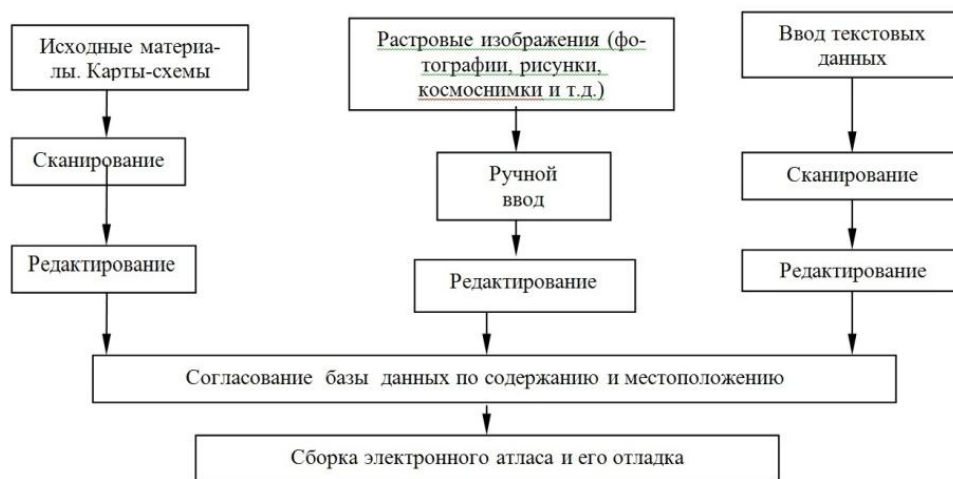 Исходные материа-
лы. Карты-схемы
Сканирование
Редактирование
Растровые изображения (фо-
тографии, рисунки,
космоснимки и т.д.)
Ручной
ввод
Редактирование
Ввод текстовых
данных
Сканирование
Редактирование
Согласование базы данных по содержанию и местоположению
Сборка электронного атласа и его отладка